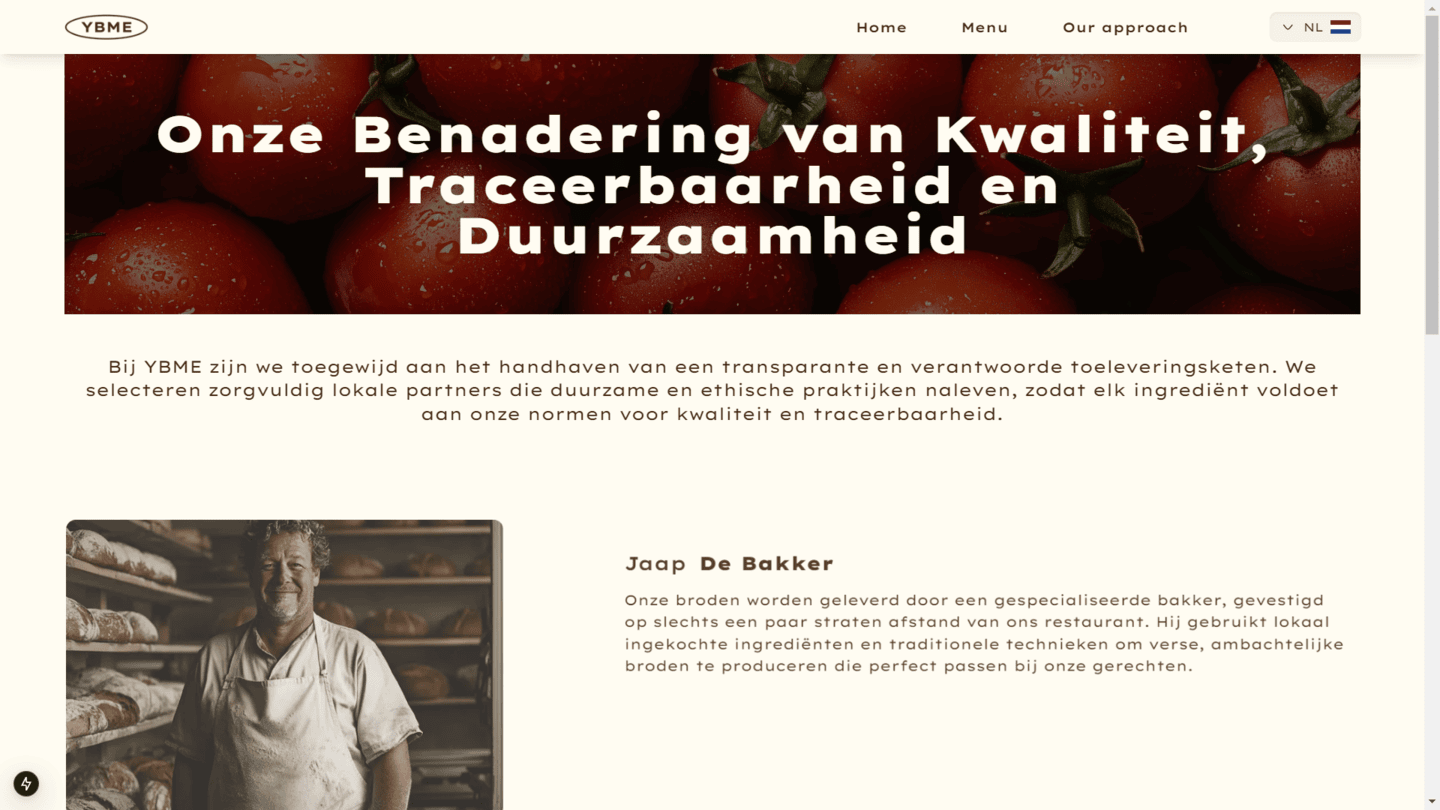 YBME
Home
Menu
Our approach
NL
Onze Benadering van Kwaliteit,
Traceerbaarheid en
Duurzaamheid
Bij YBME zijn we toegewijd aan het handhaven van een transparante en verantwoorde toeleveringsketen. We
selecteren zorgvuldig lokale partners die duurzame en ethische praktijken naleven, zodat elk ingrediënt voldoet
aan onze normen voor kwaliteit en traceerbaarheid.
Jaap De Bakker
Onze broden worden geleverd door een gespecialiseerde bakker, gevestigd
op slechts een paar straten afstand van ons restaurant. Hij gebruikt lokaal
ingekochte ingrediënten en traditionele technieken om verse, ambachtelijke
broden te produceren die perfect passen bij onze gerechten.